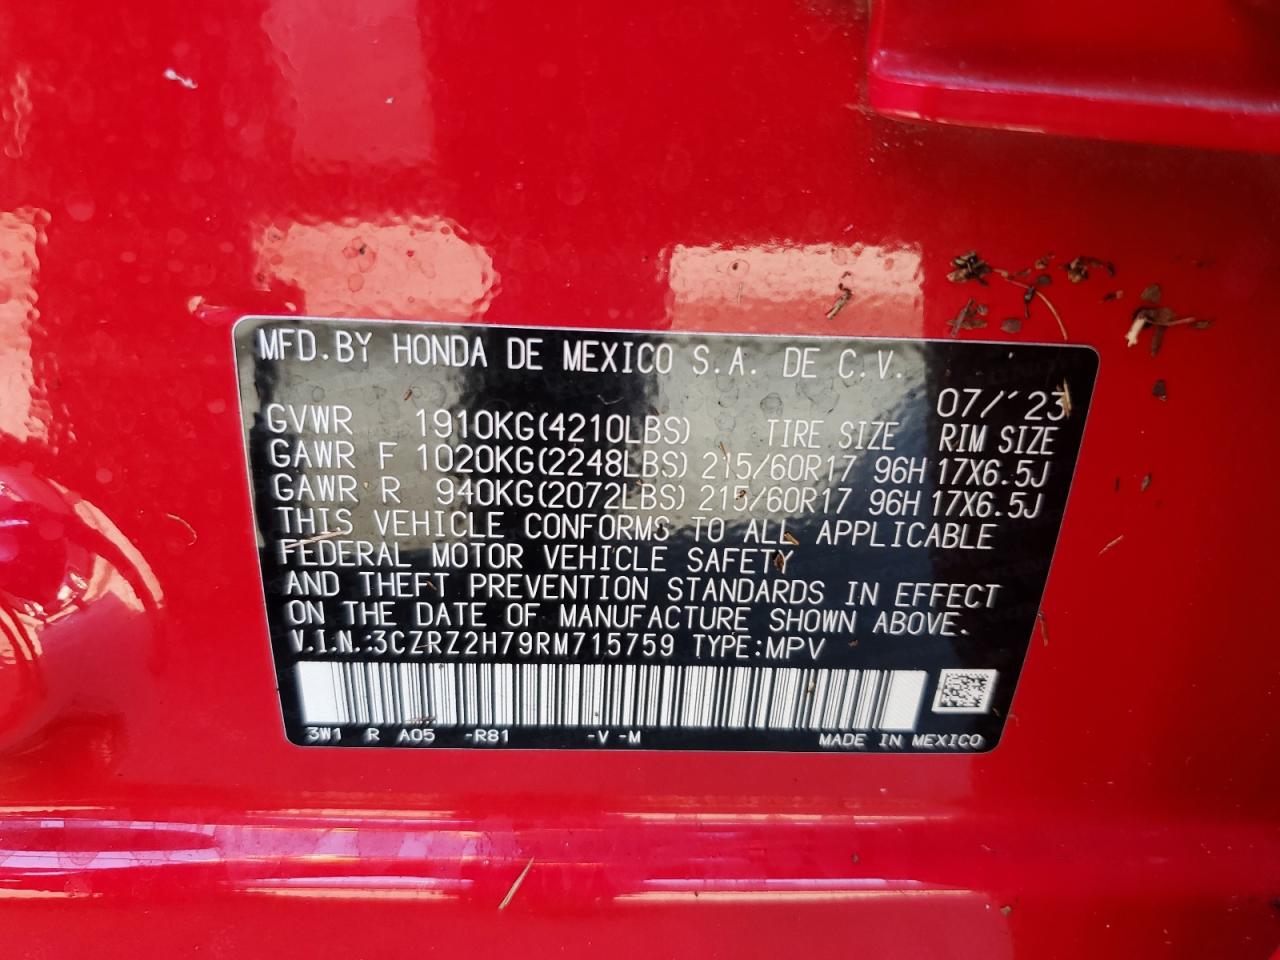 MFD.BY HONDA DE MEXICO S.A. DE C.V.
07/'23
GVWR 1910KG(4210LBS) TIRE SIZE RIM SIZE
GAWR F 1020KG(2248LBS) 215/60R17 96H 17X6.5J
GAWR R 940KG(2072LBS) 215/60R17 96H 17X6.5J
THIS VEHICLE CONFORMS TO ALL APPLICABLE
FEDERAL MOTOR VEHICLE SAFETY
AND THEFT PREVENTION STANDARDS IN EFFECT
ON THE DATE OF MANUFACTURE SHOWN ABOVE.
V.I.N.:3CZRZ2H79RM715759 TYPE:MPV
3W1 R A05 -R81 -V -M MADE IN MEXICO